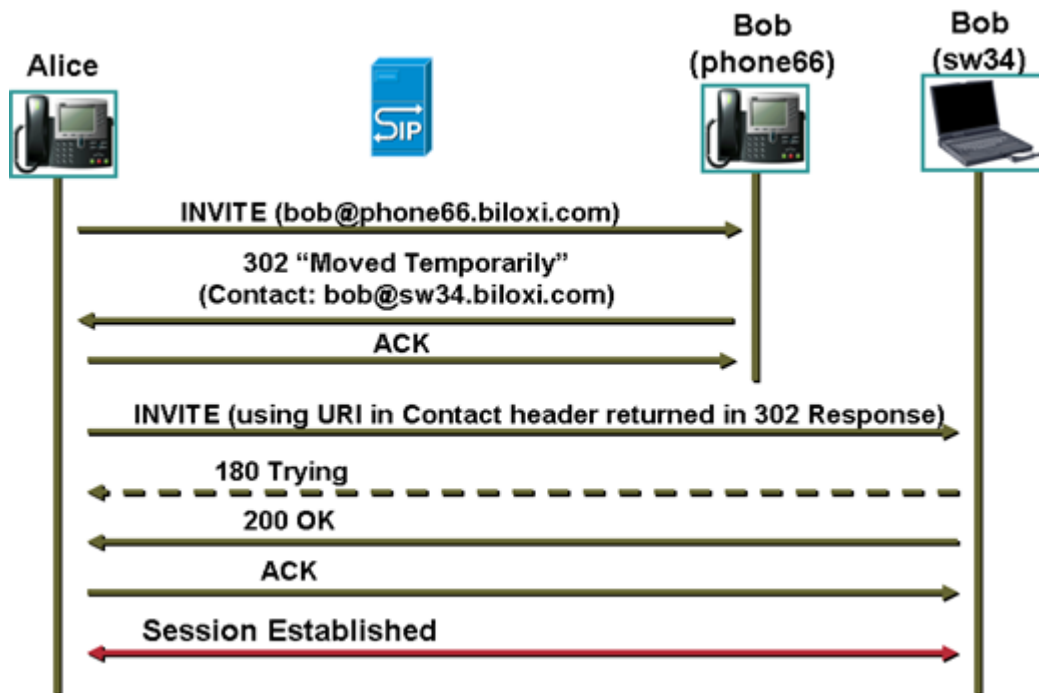 Alice
SIP
Bob
(phone66)
Bob
(sw34)
INVITE (bob@phone66.biloxi.com)
302 “Moved Temporarily”
(Contact: bob@sw34.biloxi.com)
ACK
INVITE (using URI in Contact header returned in 302 Response)
180 Trying
200 OK
ACK
Session Established